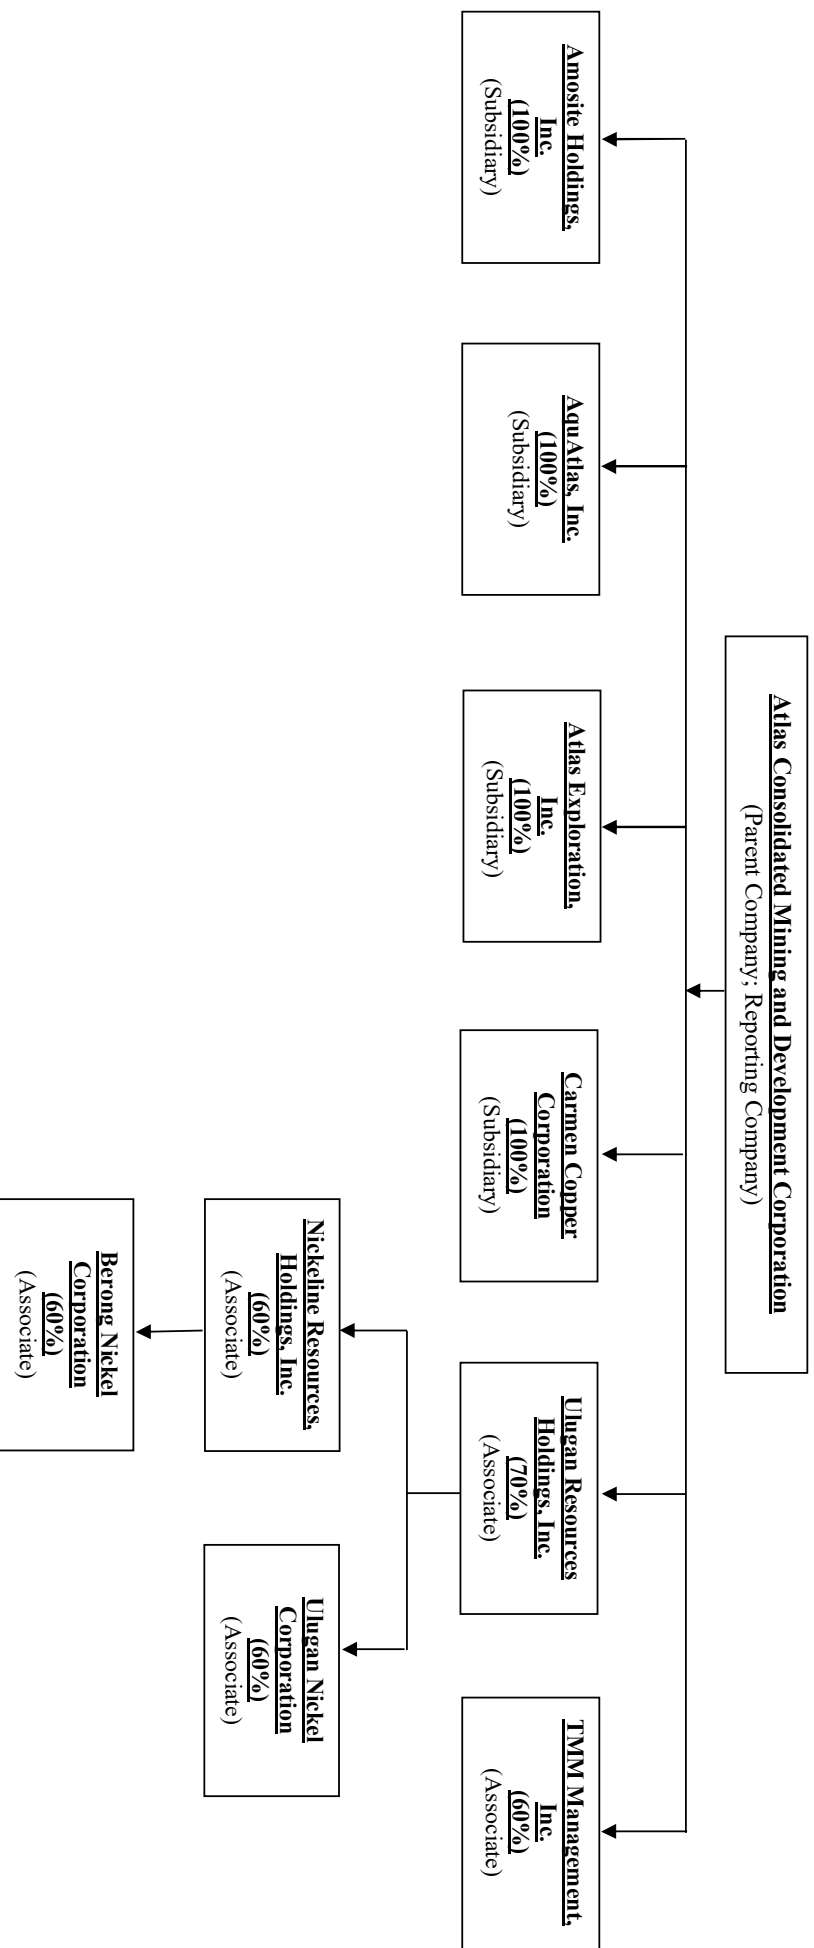 Atlas Consolidated Mining and Development Corporation
(Parent Company; Reporting Company)
Amosite Holdings,
Inc.
(100%)
(Subsidiary)
AquAtlas, Inc.
(100%)
(Subsidiary)
Atlas Exploration,
Inc.
(100%)
(Subsidiary)
Carmen Copper
Corporation
(100%)
(Subsidiary)
Ulugan Resources
Holdings, Inc.
(70%)
(Associate)
TMM Management,
Inc.
(60%)
(Associate)
Nickeline Resources,
Holdings, Inc.
(60%)
(Associate)
Ulugan Nickel
Corporation
(60%)
(Associate)
Berong Nickel
Corporation
(60%)
(Associate)